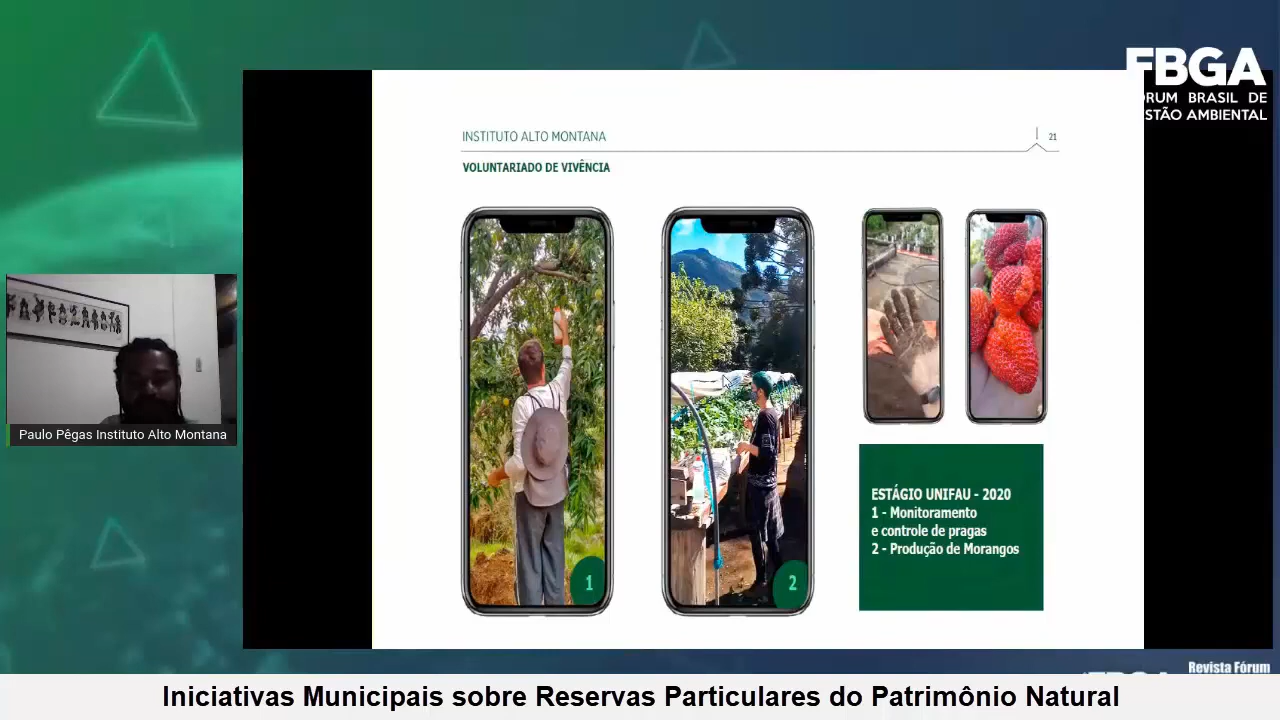 FBGA
ÓRUM BRASIL DE
STÃO AMBIENTAL
INSTITUTO ALTO MONTANA
21
VOLUNTARIADO DE VIVÊNCIA
ESTÁGIO UNIFAU - 2020
1 - Monitoramento
e controle de pragas
2 - Produção de Morangos
1
2
Paulo Pêgas Instituto Alto Montana
Revista Fórum
Iniciativas Municipais sobre Reservas Particulares do Patrimônio Natural